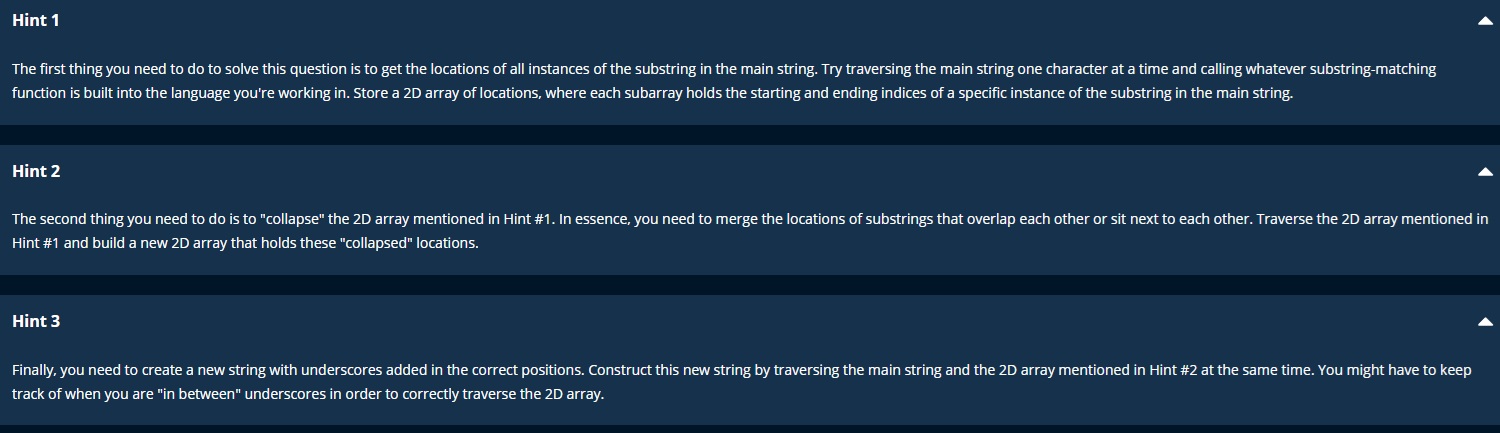 Hint 1
The first thing you need to do to solve this question is to get the locations of all instances of the substring in the main string. Try traversing the main string one character at a time and calling whatever substring-matching
function is built into the language you're working in. Store a 2D array of locations, where each subarray holds the starting and ending indices of a specific instance of the substring in the main string.
Hint 2
The second thing you need to do is to "collapse" the 2D array mentioned in Hint #1. In essence, you need to merge the locations of substrings that overlap each other or sit next to each other. Traverse the 2D array mentioned in
Hint #1 and build a new 2D array that holds these "collapsed" locations.
Hint 3
Finally, you need to create a new string with underscores added in the correct positions. Construct this new string by traversing the main string and the 2D array mentioned in Hint #2 at the same time. You might have to keep
track of when you are "in between" underscores in order to correctly traverse the 2D array.